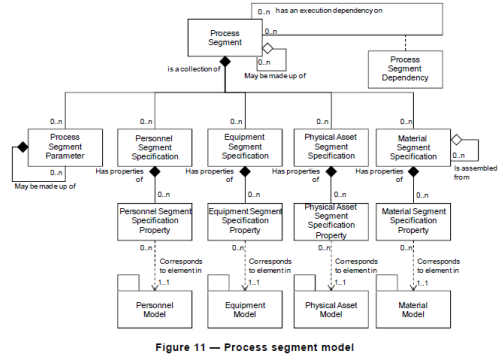 0..n
has an execution dependency on
Process
Segment
0..n
0..n
is a collection of
May be made up of
Process
Segment
Dependency
0..n
0..n
0..n
0..n
0..n
Process
Segment
Parameter
Personnel
Segment
Specification
Equipment
Segment
Specification
Physical Asset
Segment
Specification
Material
Segment
Specification
0..n
0..n
May be made up of
Is assembled
from
Has properties
of
Has properties
of
Has properties
of
Has properties
of
0..n
0..n
0..n
0..n
Personnel Segment
Specification
Property
Equipment Segment
Specification
Property
Physical Asset
Segment
Specification
Property
Material Segment
Specification
Property
0..n
0..n
0..n
0..n
Corresponds
to element in
Corresponds
to element in
Corresponds
to element in
Corresponds
to element in
1..1
1..1
1..1
1..1
Personnel
Model
Equipment
Model
Physical Asset
Model
Material
Model
Figure 11 — Process segment model